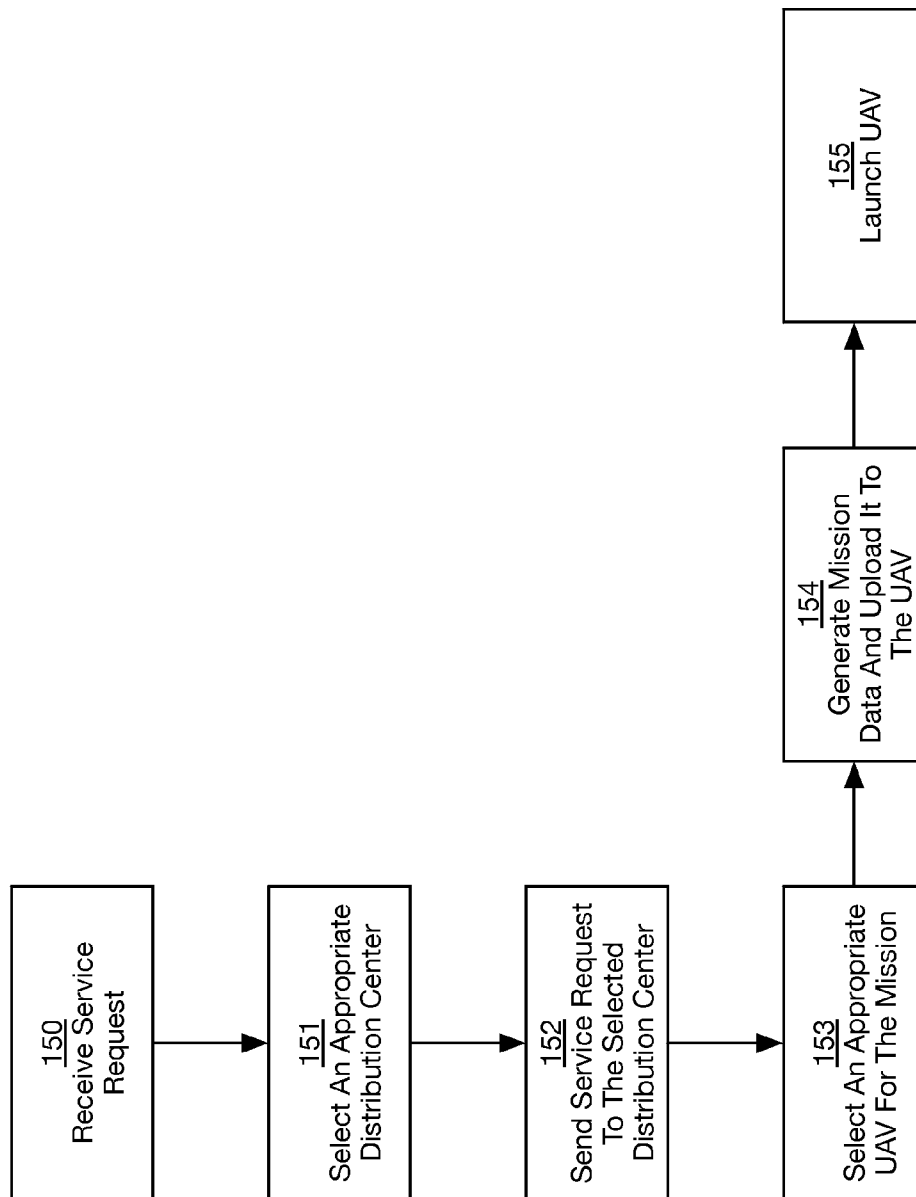 150
Receive Service
Request
151
Select An Appropriate
Distribution Center
152
Send Service Request
To The Selected
Distribution Center
153
Select An Appropriate
UAV For The Mission
154
Generate Mission
Data And Upload It To
The UAV
155
Launch UAV